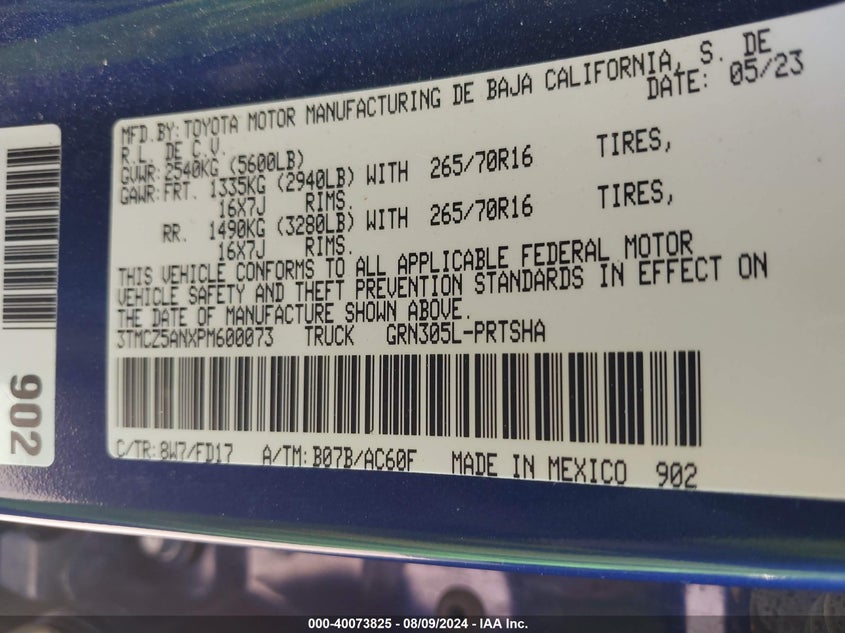 MFD.BY:TOYOTA MOTOR MANUFACTURING DE BAJA CALIFORNIA, S. DE
R.L. DE C.V. DATE: 05/23
GVWR:2540KG (5600LB)
GAWR:FRT. 1335KG (2940LB) WITH 265/70R16 TIRES,
16X7J RIMS.
RR. 1490KG (3280LB) WITH 265/70R16 TIRES,
16X7J RIMS.
THIS VEHICLE CONFORMS TO ALL APPLICABLE FEDERAL MOTOR
VEHICLE SAFETY AND THEFT PREVENTION STANDARDS IN EFFECT ON
THE DATE OF MANUFACTURE SHOWN ABOVE.
3TMCZ5ANXPM600073 TRUCK GRN305L-PRTSHA
C/TR:8W7/FD17 A/TM:B07B/AC60F MADE IN MEXICO 902
902
000-40073825 - 08/09/2024 - IAA Inc.